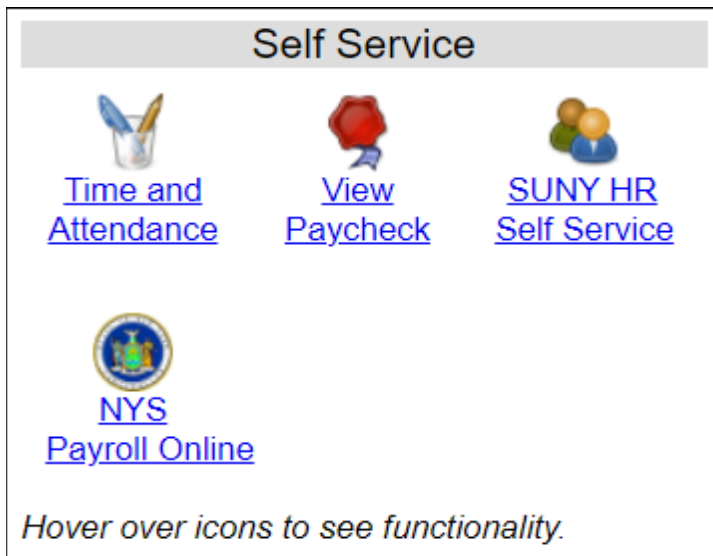 Self Service
Time and
Attendance
View
Paycheck
SUNY HR
Self Service
NYS
Payroll Online
Hover over icons to see functionality.